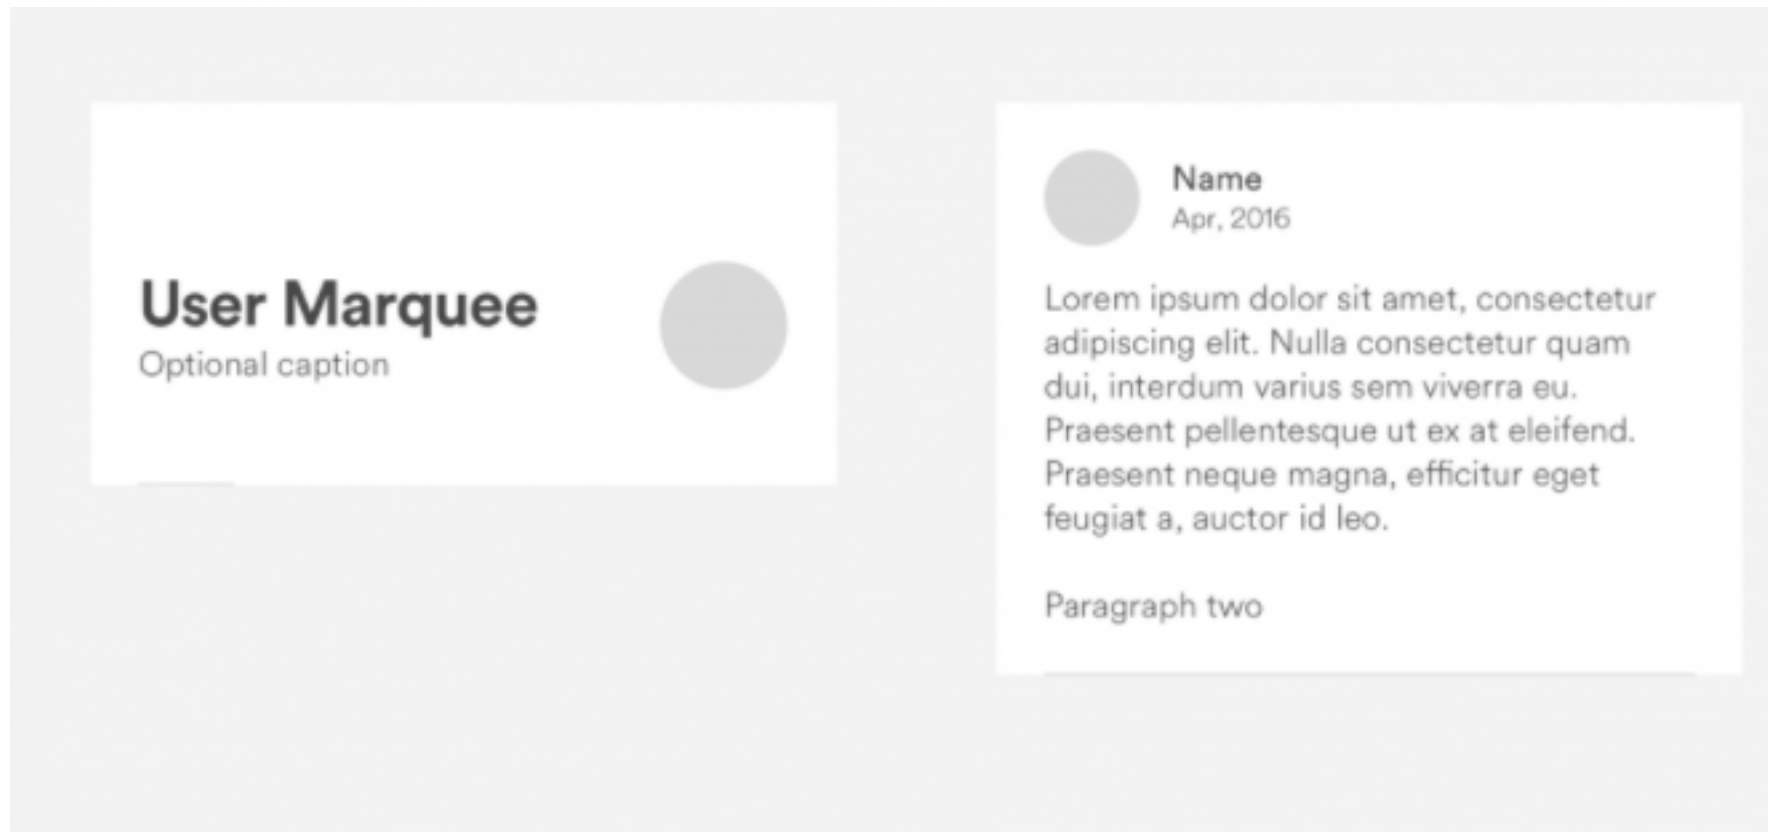 User Marquee
Optional caption
Name
Apr, 2016
Lorem ipsum dolor sit amet, consectetur
adipiscing elit. Nulla consectetur quam
dui, interdum varius sem viverra eu.
Praesent pellentesque ut ex at eleifend.
Praesent neque magna, efficitur eget
feugiat a, auctor id leo.
Paragraph two